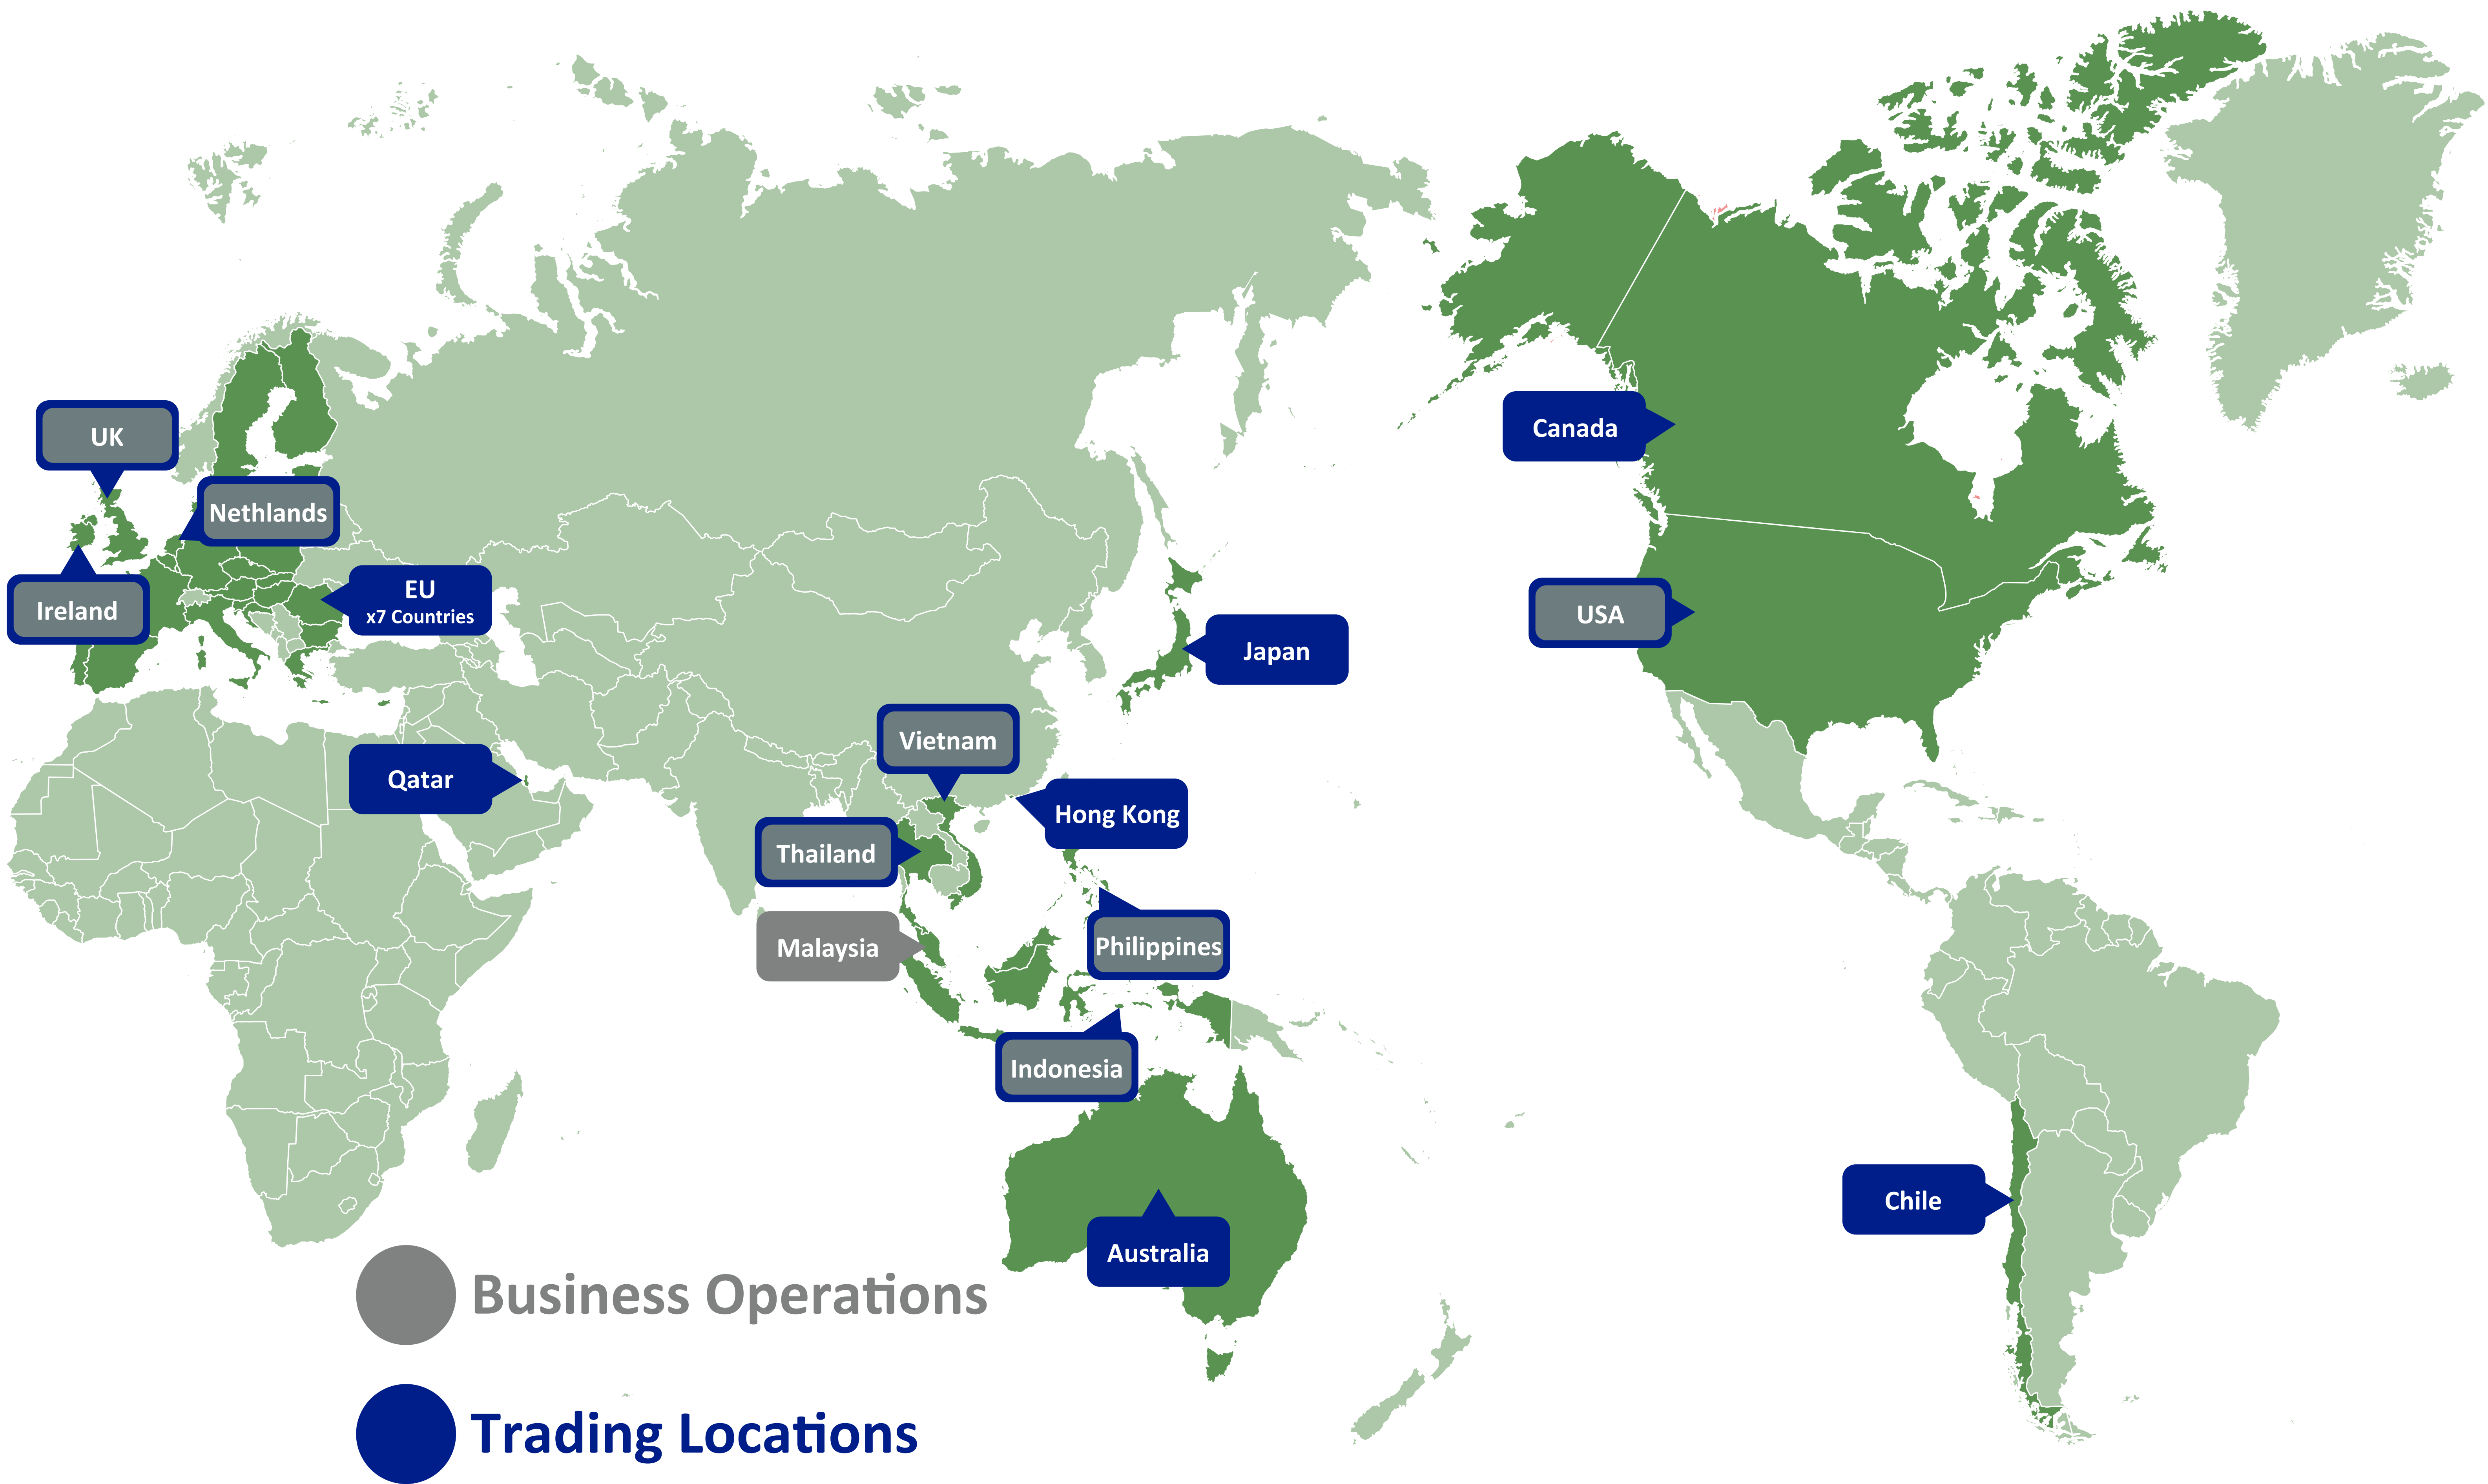 UK
Nethlands
Ireland
EU
x7 Countries
Canada
USA
Japan
Qatar
Vietnam
Hong Kong
Thailand
Malaysia
Philippines
Indonesia
Australia
Chile
Business Operations
Trading Locations